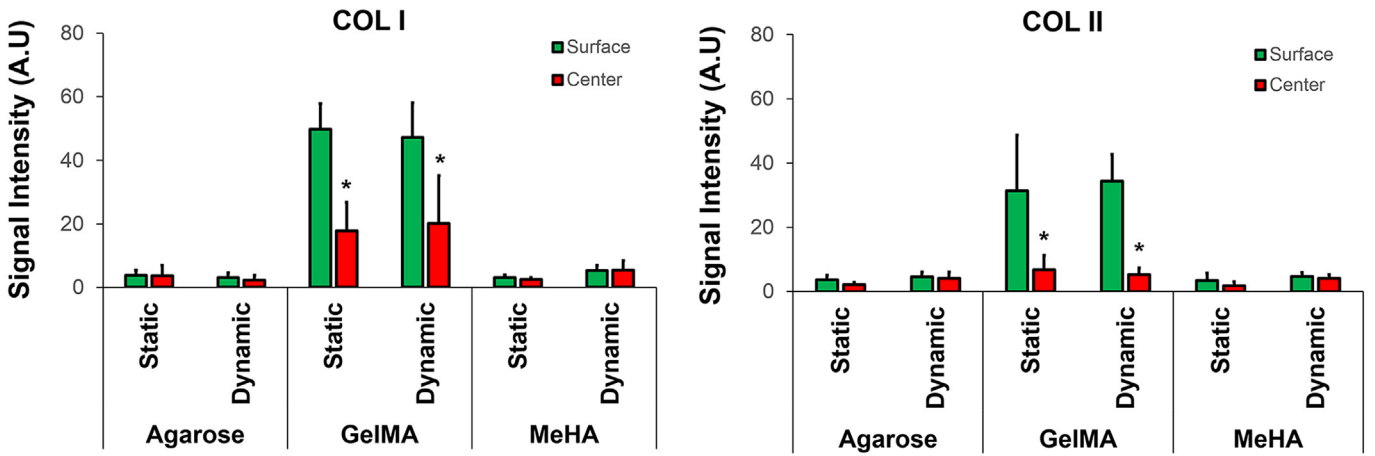 COL I
Signal Intensity (A.U)
80
60
40
20
0
Surface
Center
*
*
Static
Dynamic
Static
Dynamic
Static
Dynamic
Agarose
GelMA
MeHA
COL II
Signal Intensity (A.U)
80
60
40
20
0
Surface
Center
*
*
Static
Dynamic
Static
Dynamic
Static
Dynamic
Agarose
GelMA
MeHA